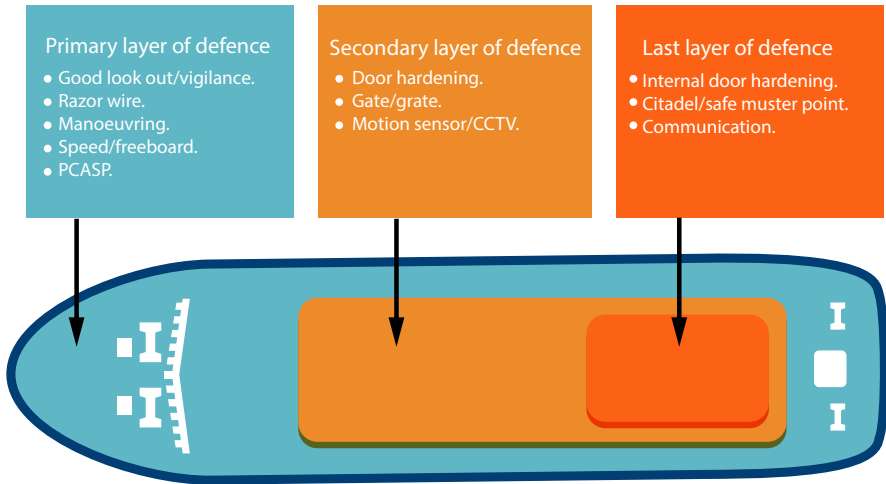 Primary layer of defence
• Good look out/vigilance.
• Razor wire.
• Manoeuvring.
• Speed/freeboard.
• PCASP.
Secondary layer of defence
• Door hardening.
• Gate/grate.
• Motion sensor/CCTV.
Last layer of defence
• Internal door hardening.
• Citadel/safe muster point.
• Communication.